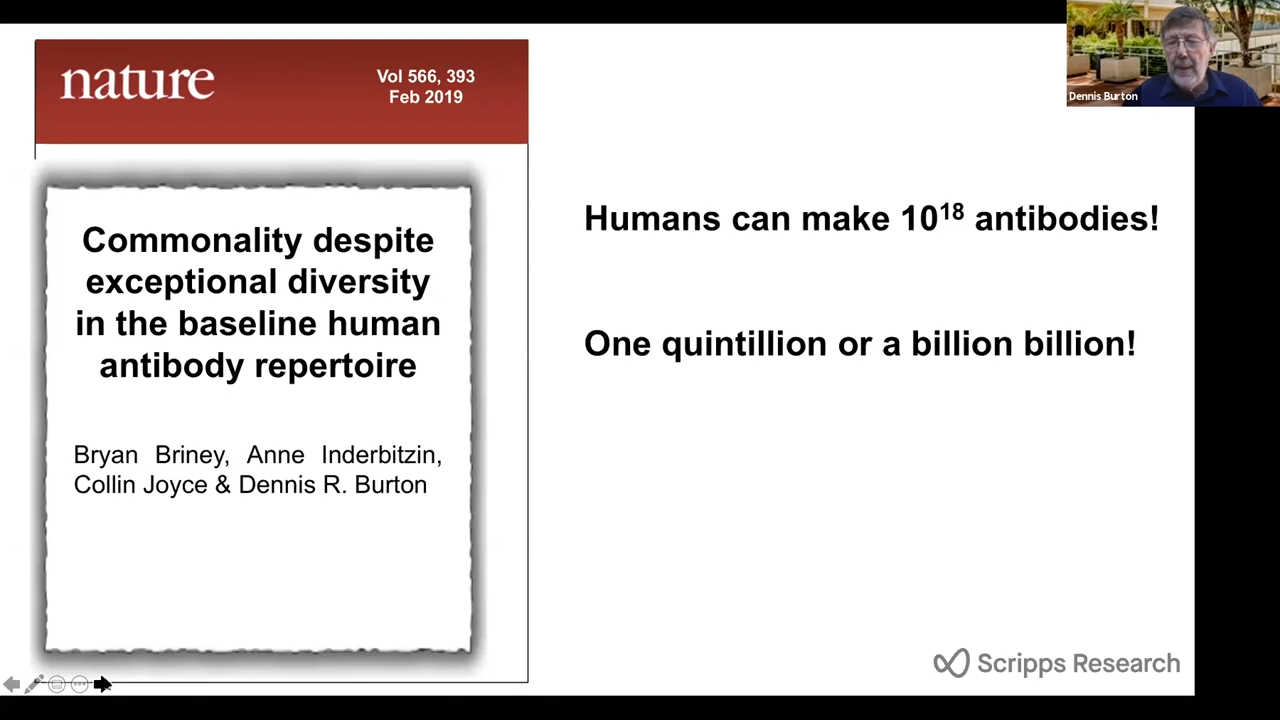 nature
Vol 566, 393
Feb 2019
Commonality despite
exceptional diversity
in the baseline human
antibody repertoire
Bryan Briney, Anne Inderbitzin,
Collin Joyce & Dennis R. Burton
Humans can make 10¹⁸ antibodies!
One quintillion or a billion billion!
Scripps Research
Dennis Burton